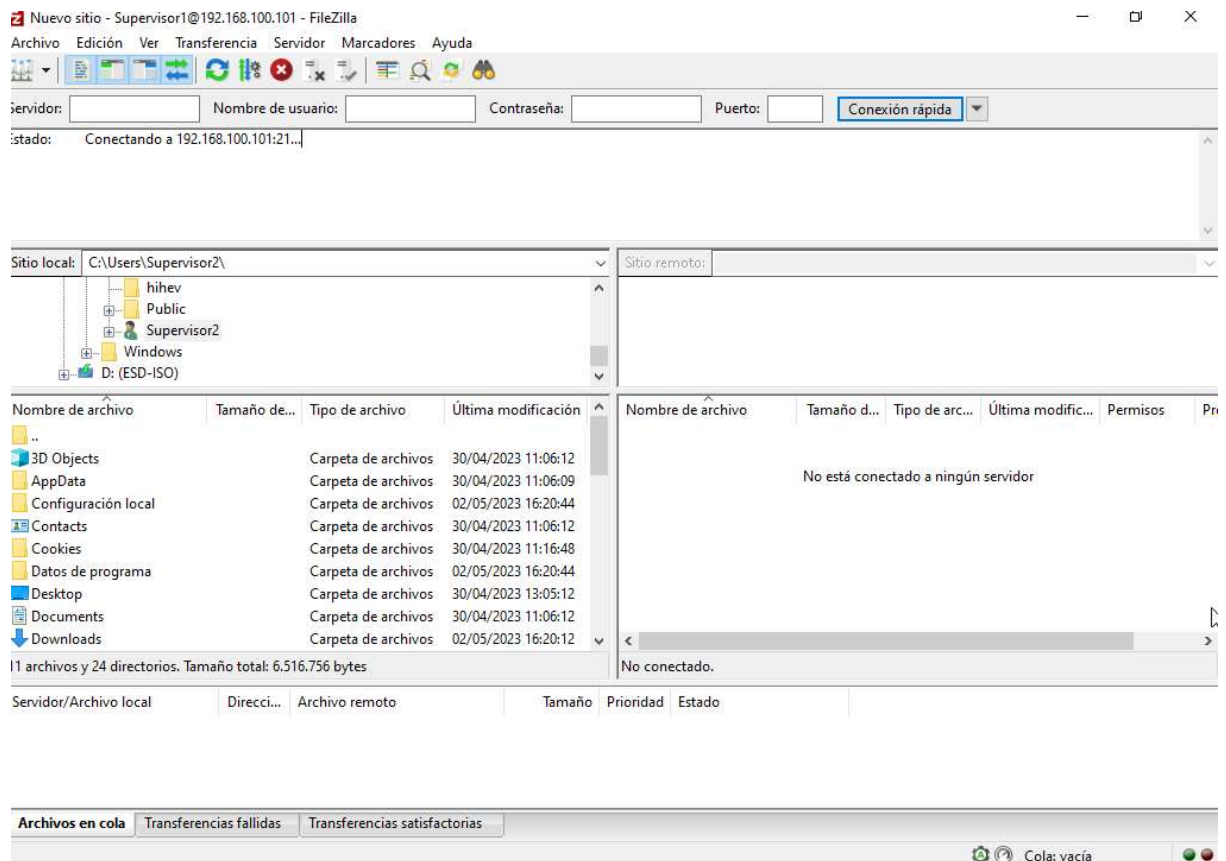 Nuevo sitio - Supervisor1@192.168.100.101 - FileZilla
Archivo Edición Ver Transferencia Servidor Marcadores Ayuda
Servidor: Nombre de usuario: Contraseña: Puerto: Conexión rápida
Estado: Conectando a 192.168.100.101:21...
Sitio local: C:\Users\Supervisor2\
Sitio remoto:
hihev
Public
Supervisor2
Windows
D: (ESD-ISO)
Nombre de archivo Tamaño de... Tipo de archivo Última modificación
..
3D Objects Carpeta de archivos 30/04/2023 11:06:12
AppData Carpeta de archivos 30/04/2023 11:06:09
Configuración local Carpeta de archivos 02/05/2023 16:20:44
Contacts Carpeta de archivos 30/04/2023 11:06:12
Cookies Carpeta de archivos 30/04/2023 11:16:48
Datos de programa Carpeta de archivos 02/05/2023 16:20:44
Desktop Carpeta de archivos 30/04/2023 13:05:12
Documents Carpeta de archivos 30/04/2023 11:06:12
Downloads Carpeta de archivos 02/05/2023 16:20:12
11 archivos y 24 directorios. Tamaño total: 6.516.756 bytes
Nombre de archivo Tamaño d... Tipo de arc... Última modific... Permisos Pr
No está conectado a ningún servidor
No conectado.
Servidor/Archivo local Direcci... Archivo remoto Tamaño Prioridad Estado
Archivos en cola Transferencias fallidas Transferencias satisfactorias
Cola: vacía